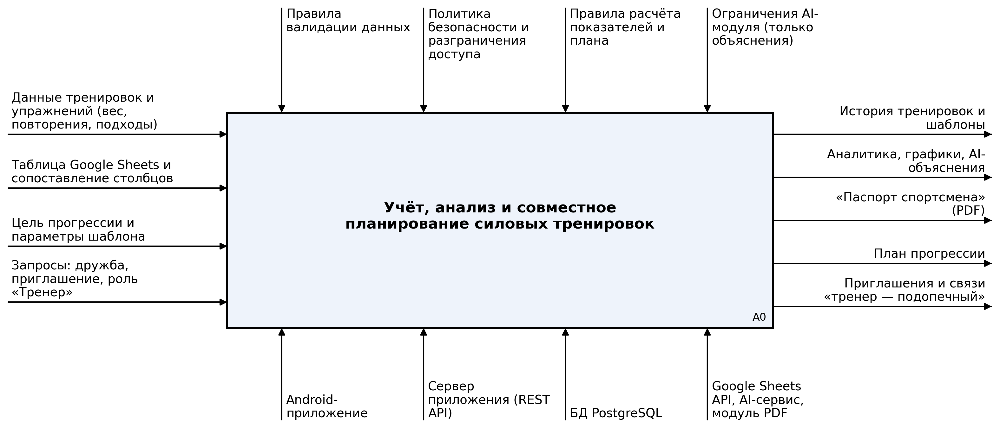 Правила
валидации данных
Политика
безопасности и
разграничения
доступа
Правила расчёта
показателей и
плана
Ограничения AI-
модуля (только
объяснения)
Данные тренировок и
упражнений (вес,
повторения, подходы)
Таблица Google Sheets и
сопоставление столбцов
Цель прогрессии и
параметры шаблона
Запросы: дружба,
приглашение, роль
«Тренер»
Учёт, анализ и совместное
планирование силовых тренировок
A0
История тренировок и
шаблоны
Аналитика, графики, AI-
объяснения
«Паспорт спортсмена»
(PDF)
План прогрессии
Приглашения и связи
«тренер — подопечный»
Android-
приложение
Сервер
приложения (REST
API)
БД PostgreSQL
Google Sheets
API, AI-сервис,
модуль PDF